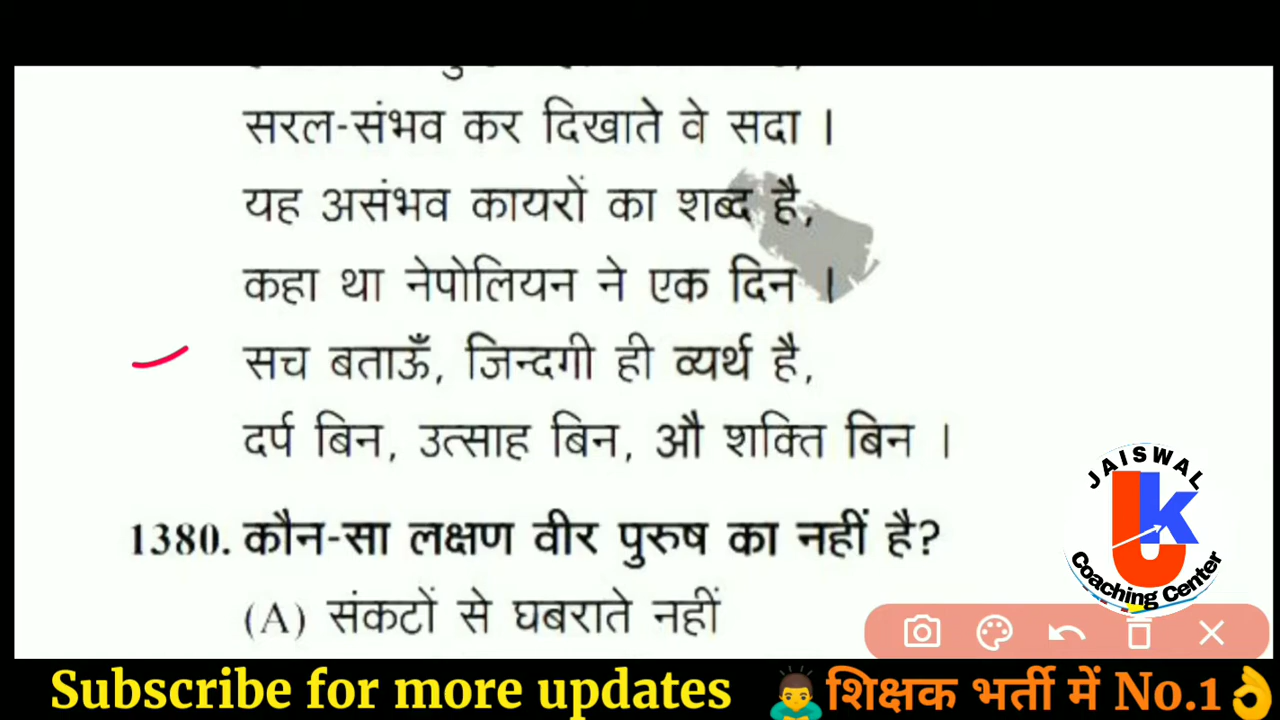 सरल-संभव कर दिखाते वे सदा ।
यह असंभव कायरों का शब्द है,
कहा था नेपोलियन ने एक दिन ।
सच बताऊँ, जिन्दगी ही व्यर्थ है,
दर्प बिन, उत्साह बिन, औ शक्ति बिन ।
1380. कौन-सा लक्षण वीर पुरुष का नहीं है?
(A) संकटों से घबराते नहीं
JAISWAL
Jk
Coaching Center
Subscribe for more updates शिक्षक भर्ती में No.1